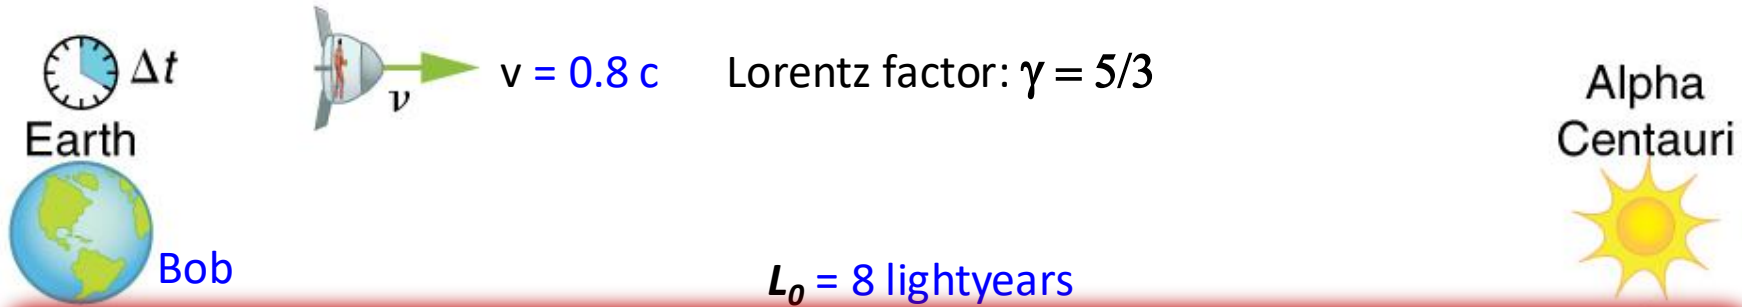 Δt
Earth
Bob
v
v = 0.8 c
Lorentz factor: γ = 5/3
L₀ = 8 lightyears
Alpha
Centauri